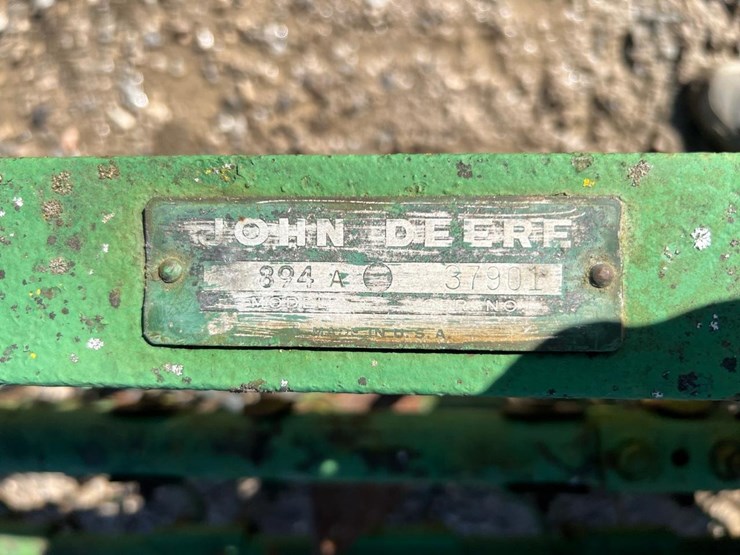 JOHN DEERE
894 A 37901
MODEL NO.
MADE IN U.S.A.